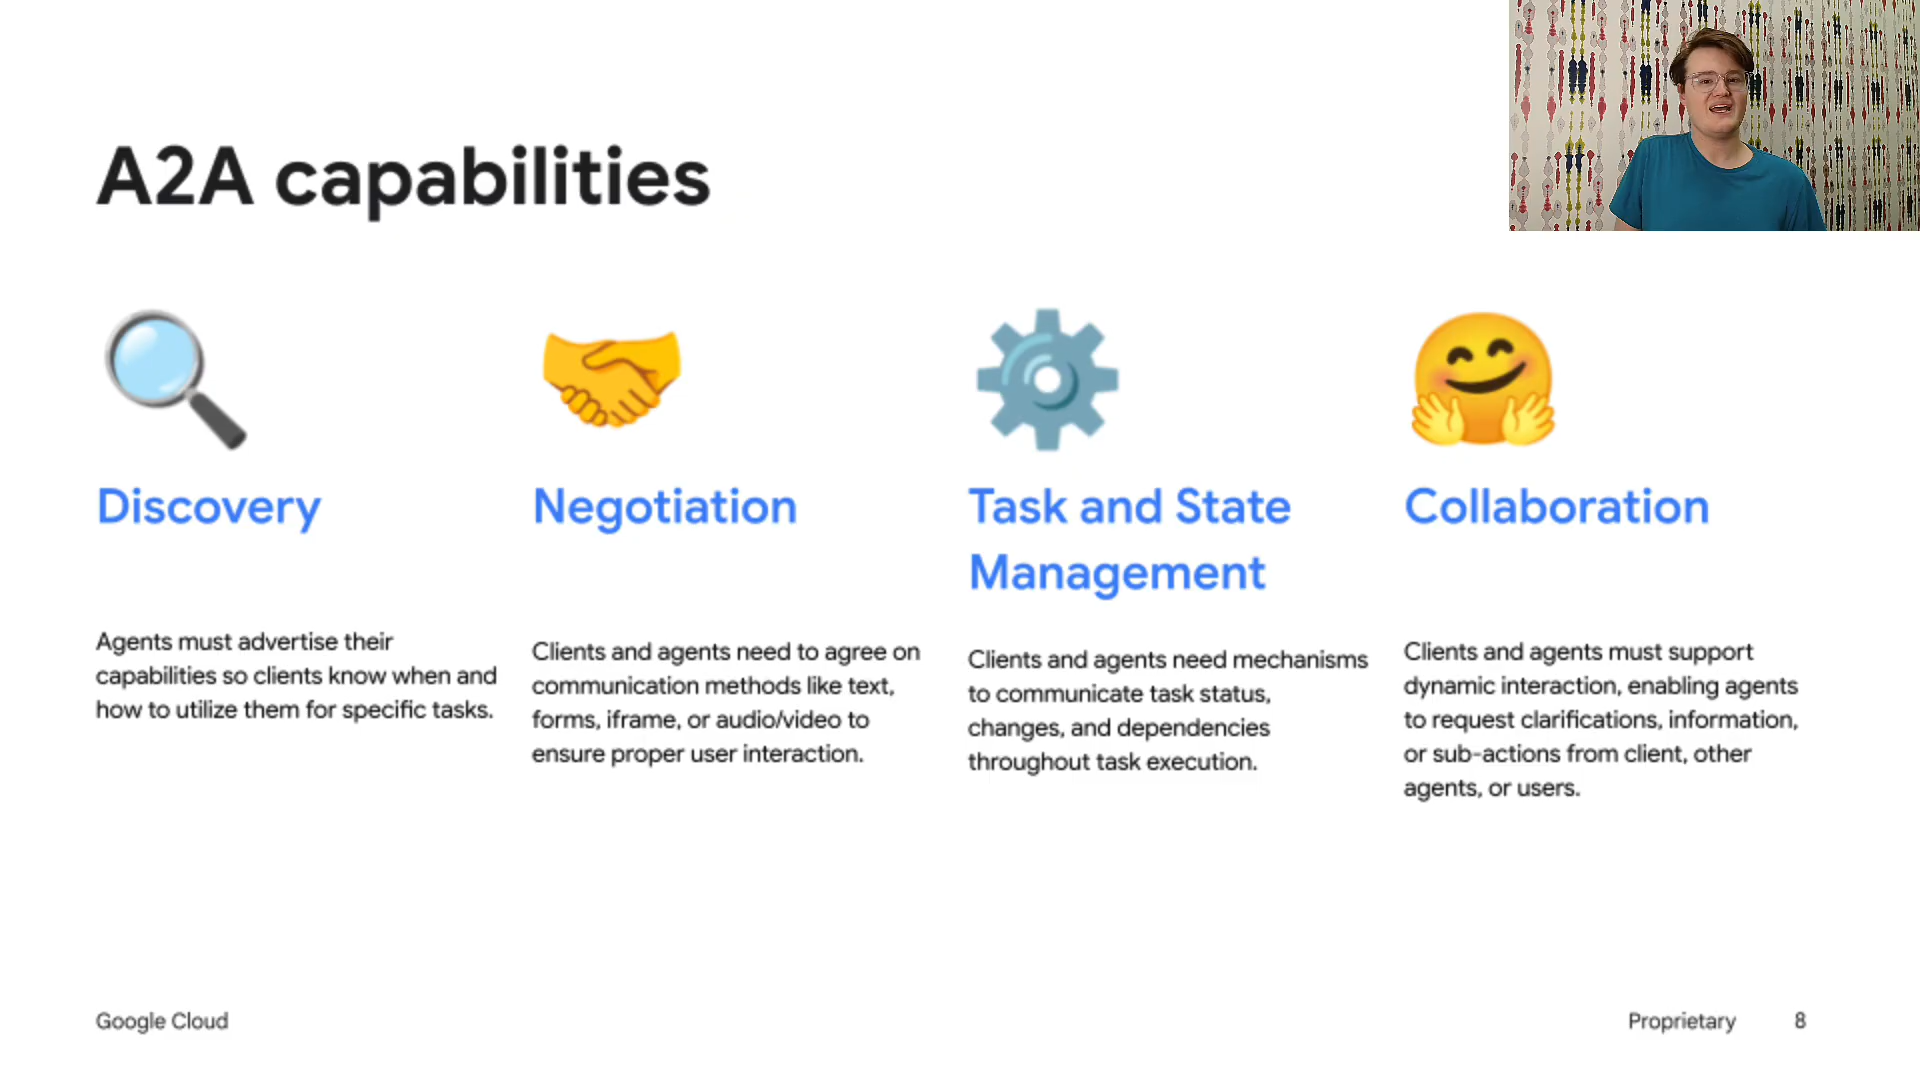 A2A capabilities
Discovery
Agents must advertise their
capabilities so clients know when and
how to utilize them for specific tasks.
Negotiation
Clients and agents need to agree on
communication methods like text,
forms, iframe, or audio/video to
ensure proper user interaction.
Task and State
Management
Clients and agents need mechanisms
to communicate task status,
changes, and dependencies
throughout task execution.
Collaboration
Clients and agents must support
dynamic interaction, enabling agents
to request clarifications, information,
or sub-actions from client, other
agents, or users.
Google Cloud
Proprietary
8